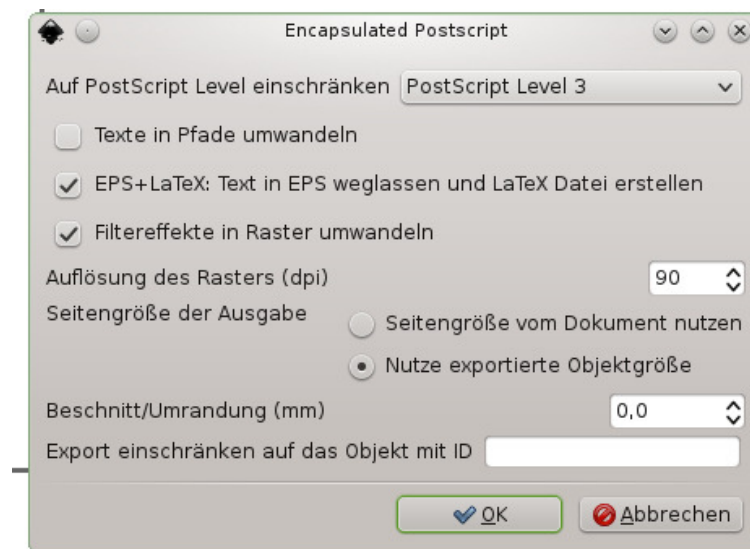 Encapsulated Postscript
Auf PostScript Level einschränken PostScript Level 3
Texte in Pfade umwandeln
EPS+LaTeX: Text in EPS weglassen und LaTeX Datei erstellen
Filtereffekte in Raster umwandeln
Auflösung des Rasters (dpi) 90
Seitengröße der Ausgabe
Seitengröße vom Dokument nutzen
Nutze exportierte Objektgröße
Beschnitt/Umrandung (mm) 0,0
Export einschränken auf das Objekt mit ID
OK Abbrechen